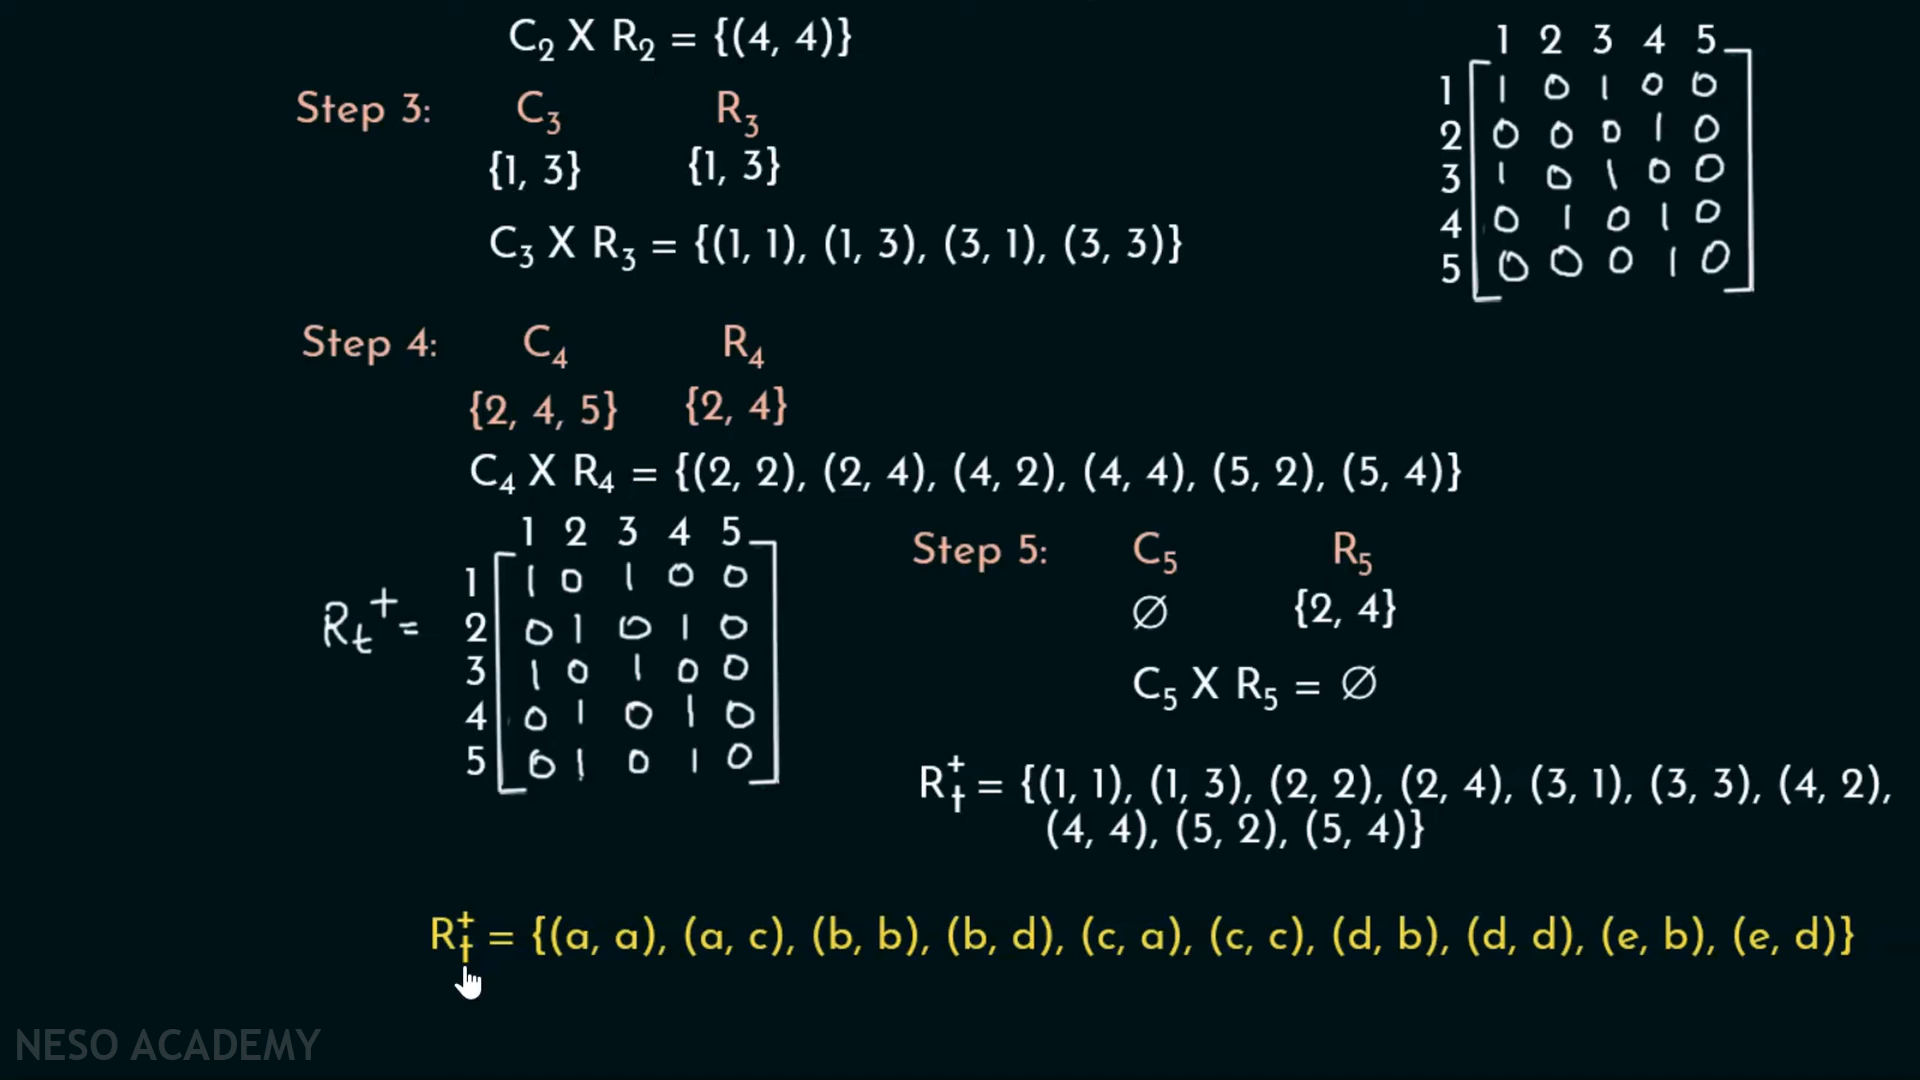 C₂ X R₂ = {(4, 4)}
1 2 3 4 5
1 1 0 1 0 0
2 0 0 0 1 0
3 1 0 1 0 0
4 0 1 0 1 0
5 0 0 0 1 0
Step 3: C₃ R₃
{1, 3} {1, 3}
C₃ X R₃ = {(1, 1), (1, 3), (3, 1), (3, 3)}
Step 4: C₄ R₄
{2, 4, 5} {2, 4}
C₄ X R₄ = {(2, 2), (2, 4), (4, 2), (4, 4), (5, 2), (5, 4)}
Rt⁺ =
1 2 3 4 5
1 1 0 1 0 0
2 0 1 0 1 0
3 1 0 1 0 0
4 0 1 0 1 0
5 0 1 0 1 0
Step 5: C₅ R₅
∅ {2, 4}
C₅ X R₅ = ∅
Rt⁺ = {(1, 1), (1, 3), (2, 2), (2, 4), (3, 1), (3, 3), (4, 2),
(4, 4), (5, 2), (5, 4)}
Rt⁺ = {(a, a), (a, c), (b, b), (b, d), (c, a), (c, c), (d, b), (d, d), (e, b), (e, d)}
NESO ACADEMY